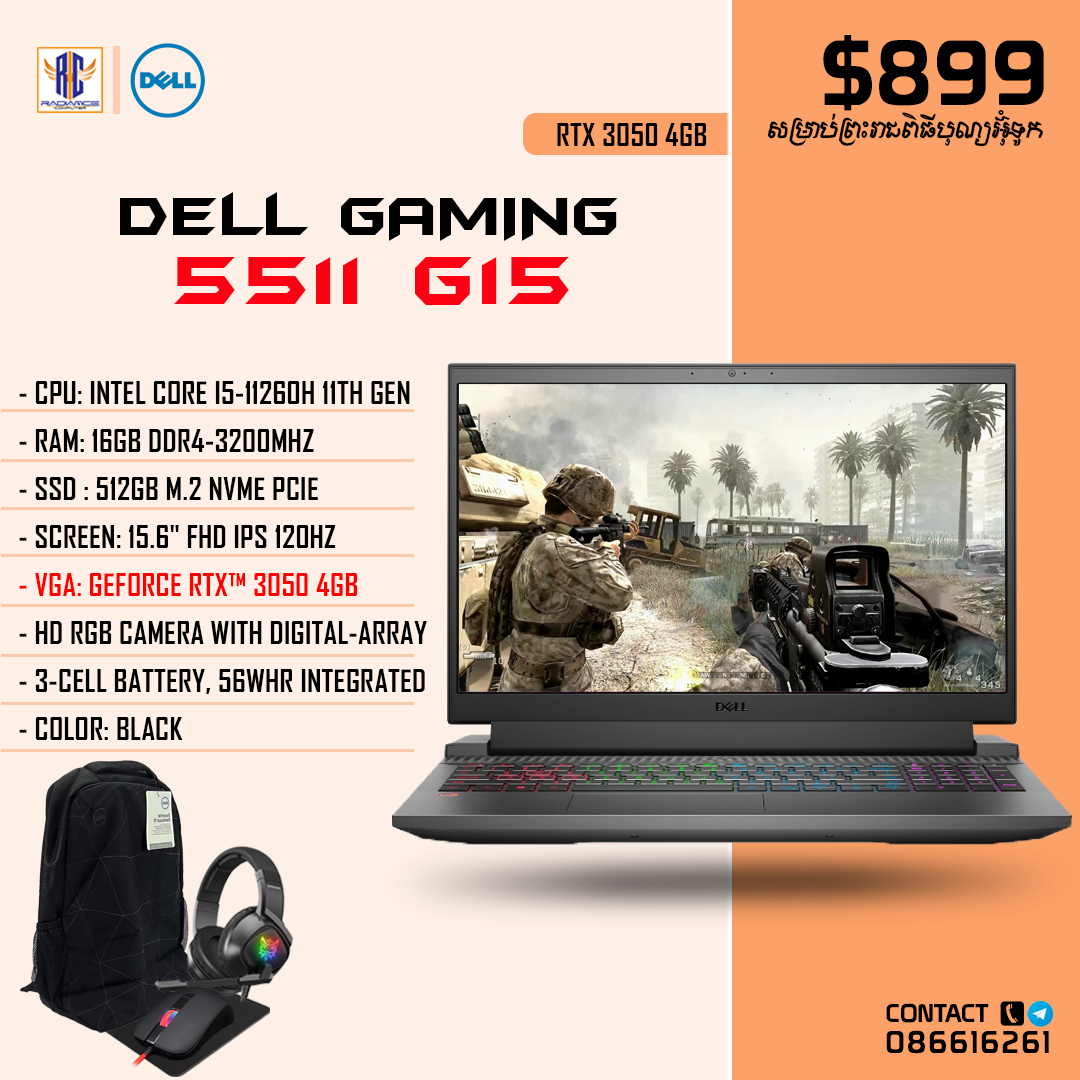 RC
RADIANCE
COMPUTER
DELL
$899
សម្រាប់ព្រះរាជពិធីបុណ្យអុំទូក
RTX 3050 4GB
DELL GAMING
5511 G15
- CPU: INTEL CORE I5-11260H 11TH GEN
- RAM: 16GB DDR4-3200MHZ
- SSD : 512GB M.2 NVME PCIE
- SCREEN: 15.6" FHD IPS 120HZ
- VGA: GEFORCE RTX™ 3050 4GB
- HD RGB CAMERA WITH DIGITAL-ARRAY
- 3-CELL BATTERY, 56WHR INTEGRATED
- COLOR: BLACK
DELL
CONTACT
086616261